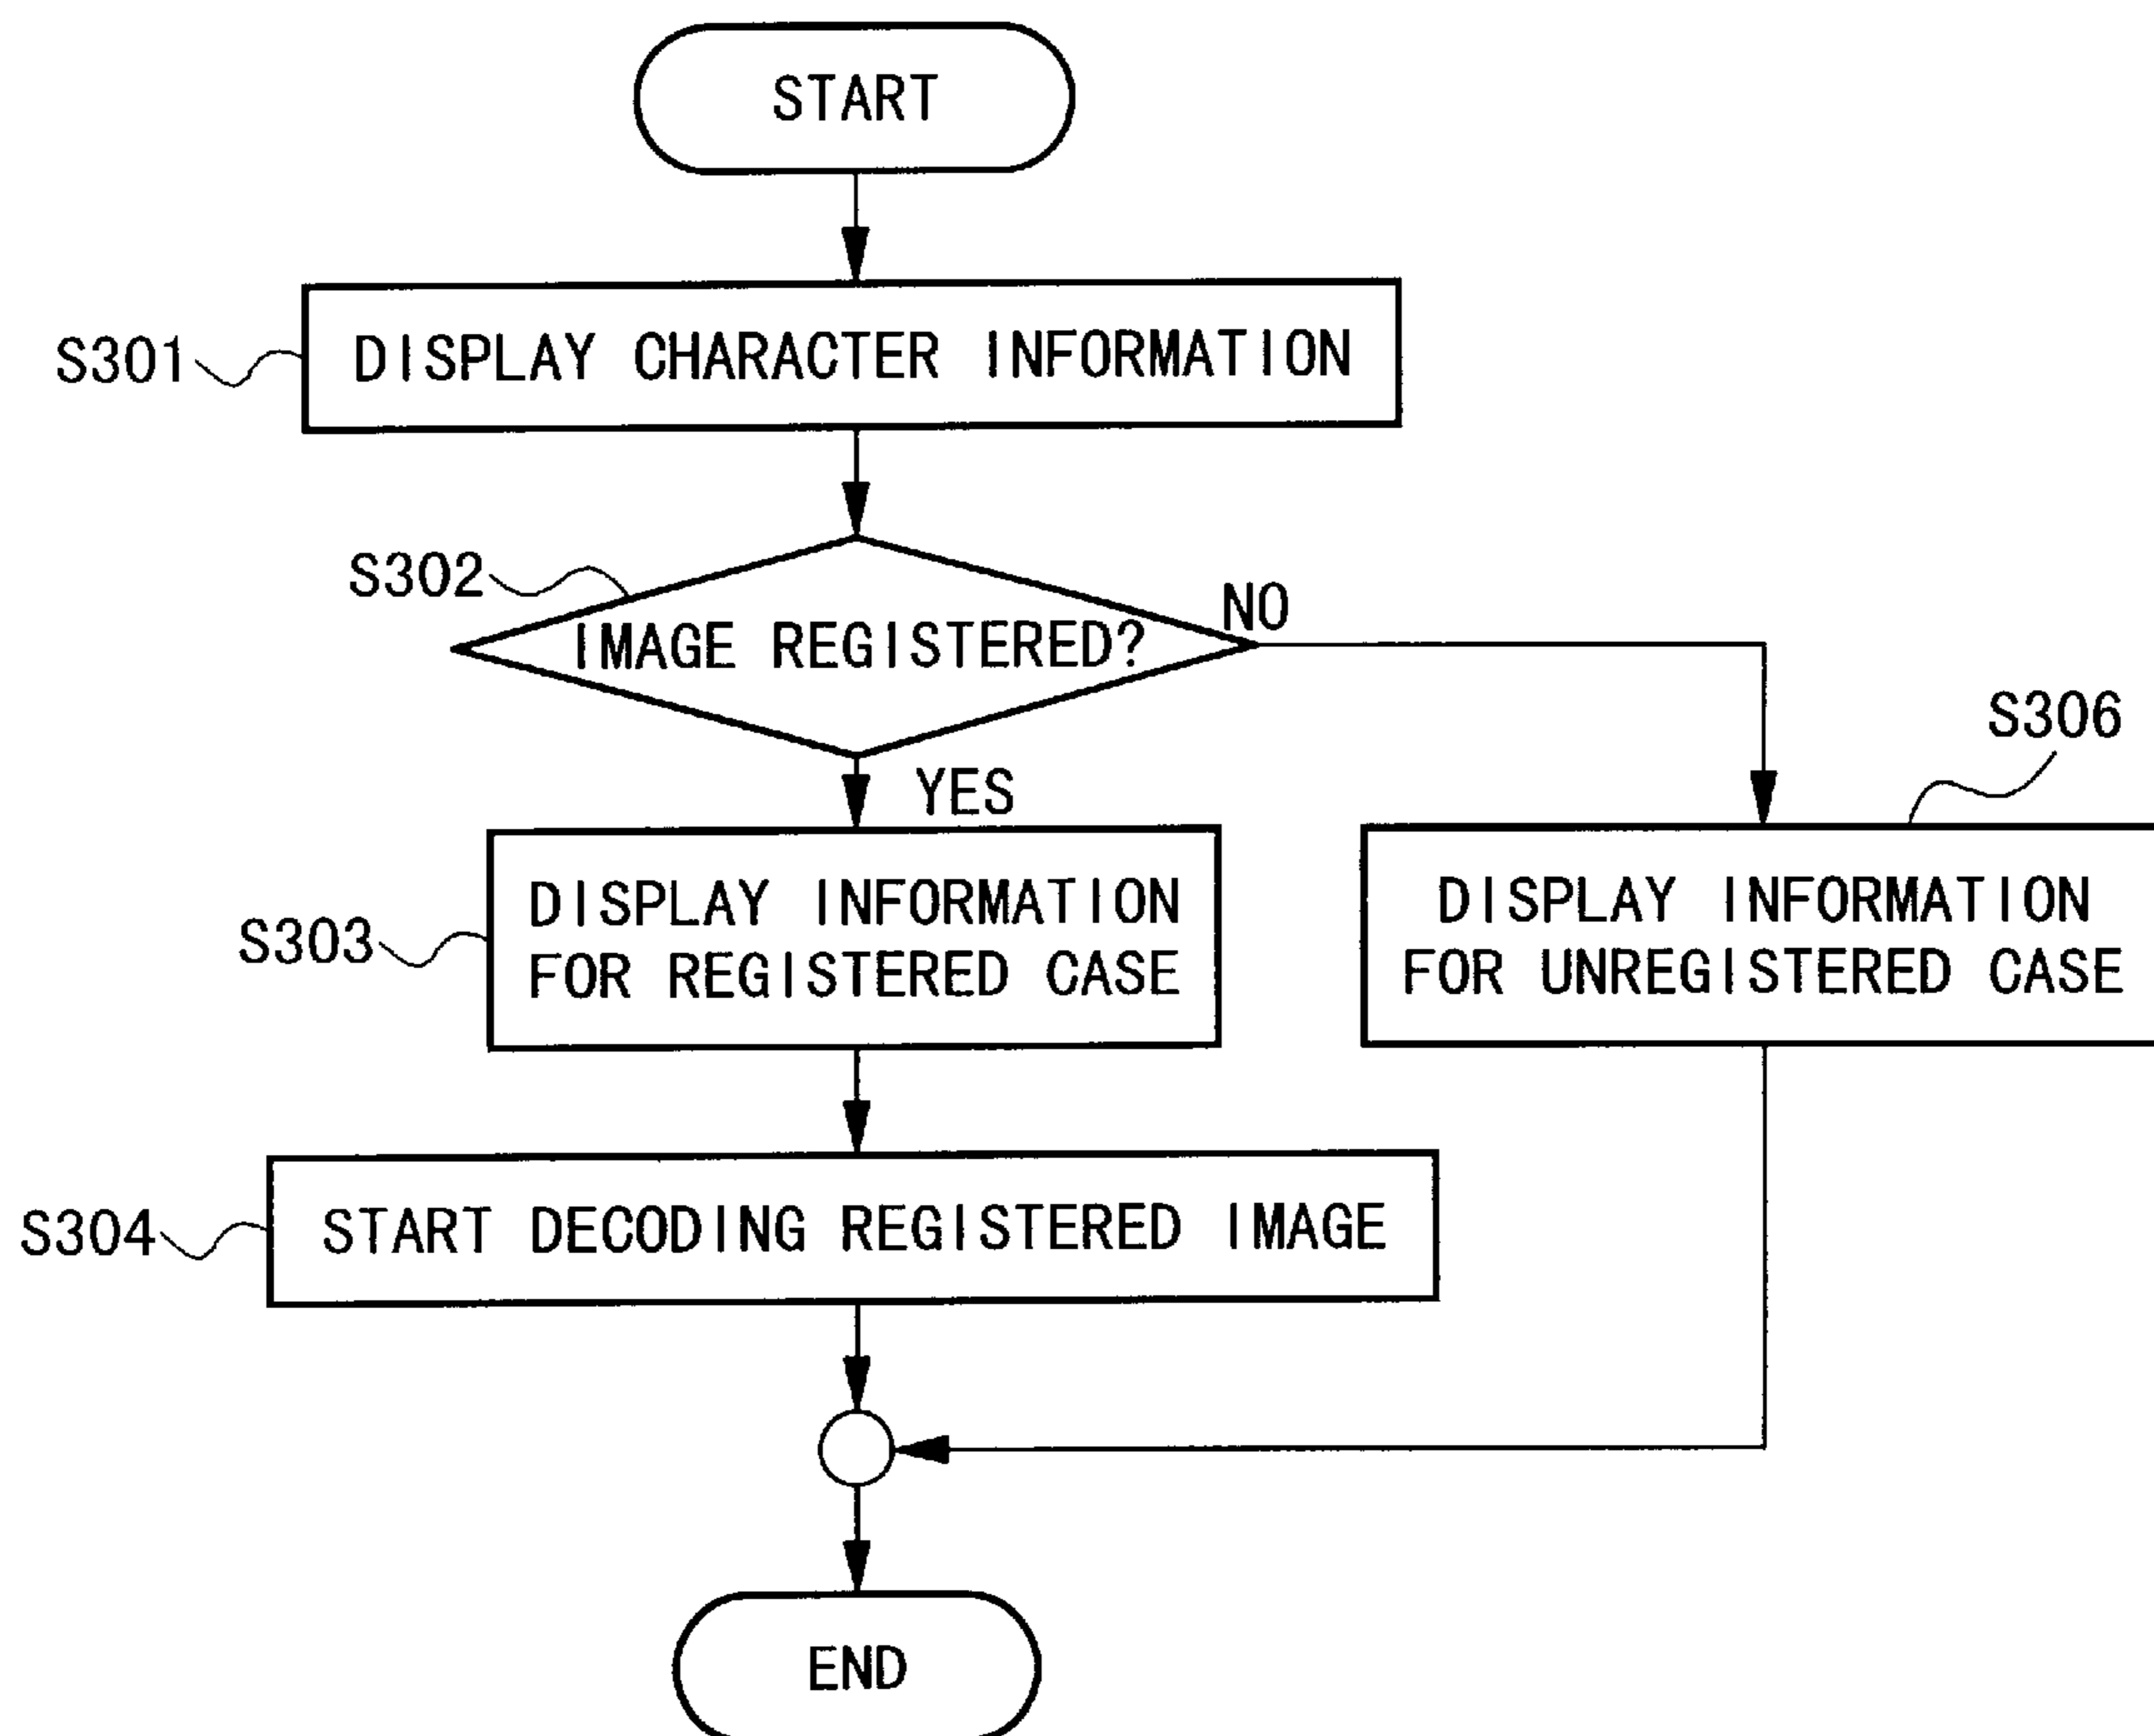 START
S301
DISPLAY CHARACTER INFORMATION
S302
IMAGE REGISTERED?
NO
YES
S306
S303
DISPLAY INFORMATION
FOR REGISTERED CASE
DISPLAY INFORMATION
FOR UNREGISTERED CASE
S304
START DECODING REGISTERED IMAGE
END